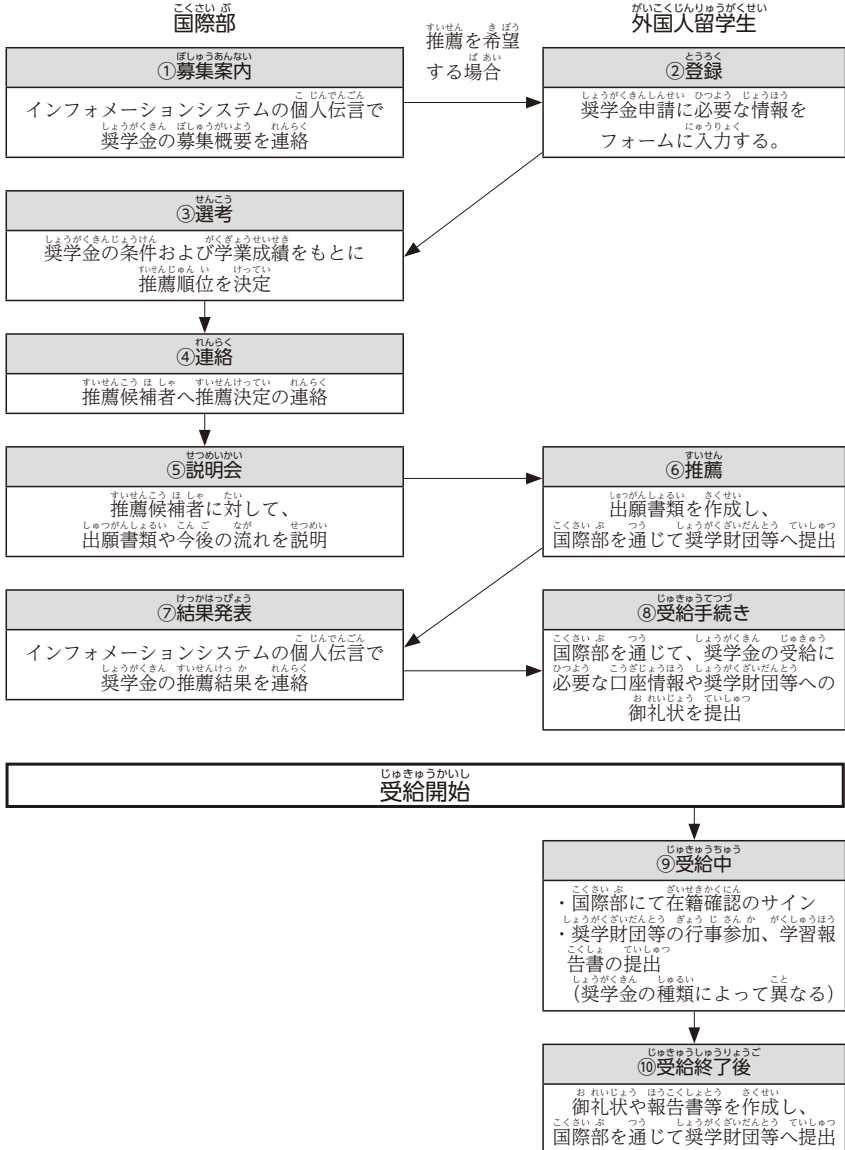 国際部
外国人留学生
推薦を希望
する場合
①募集案内
インフォメーションシステムの個人伝言で
奨学金の募集概要を連絡
②登録
奨学金申請に必要な情報を
フォームに入力する。
③選考
奨学金の条件および学業成績をもとに
推薦順位を決定
④連絡
推薦候補者へ推薦決定の連絡
⑤説明会
推薦候補者に対して、
出願書類や今後の流れを説明
⑥推薦
出願書類を作成し、
国際部を通じて奨学財団等へ提出
⑦結果発表
インフォメーションシステムの個人伝言で
奨学金の推薦結果を連絡
⑧受給手続き
国際部を通じて、奨学金の受給に
必要な口座情報や奨学財団等への
御礼状を提出
受給開始
⑨受給中
・国際部にて在籍確認のサイン
・奨学財団等の行事参加、学習報
告書の提出
（奨学金の種類によって異なる）
⑩受給終了後
御礼状や報告書等を作成し、
国際部を通じて奨学財団等へ提出